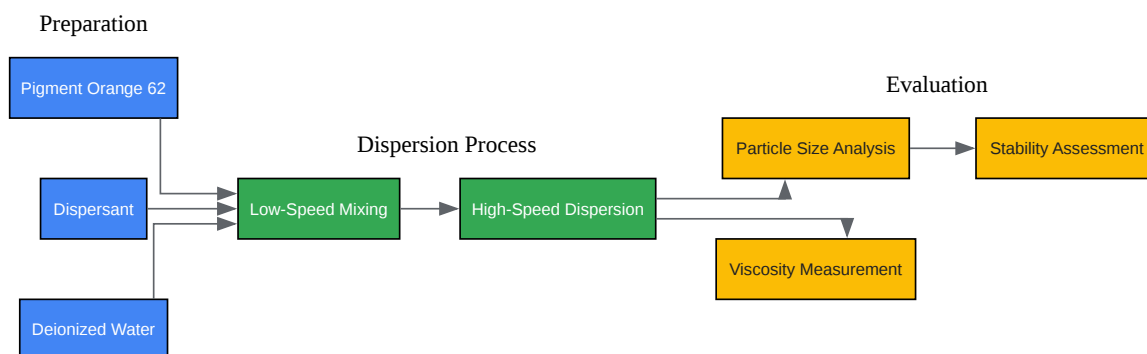 Preparation
Pigment Orange 62
Evaluation
Dispersion Process
Particle Size Analysis
Stability Assessment
Dispersant
Low-Speed Mixing
High-Speed Dispersion
Viscosity Measurement
Deionized Water